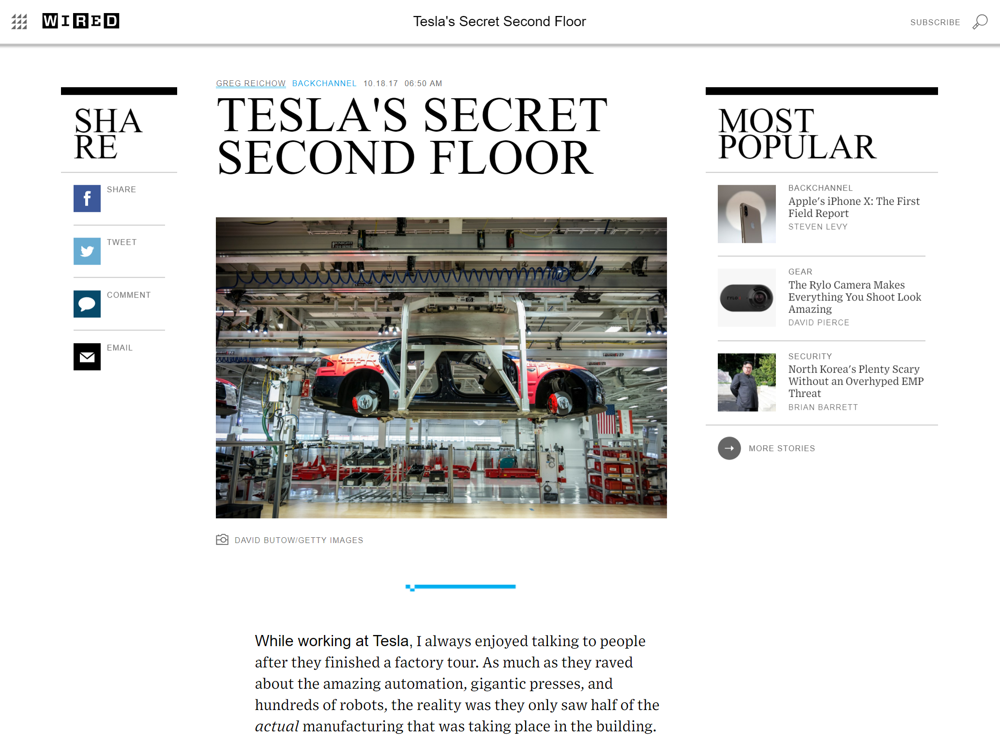 WIRED
Tesla's Secret Second Floor
SUBSCRIBE
GREG REICHOW BACKCHANNEL 10.18.17 06:50 AM
TESLA'S SECRET
SECOND FLOOR
SHA
RE
SHARE
TWEET
COMMENT
EMAIL
KNIGHT
05
DAVID BUTOW/GETTY IMAGES
While working at Tesla, I always enjoyed talking to people
after they finished a factory tour. As much as they raved
about the amazing automation, gigantic presses, and
hundreds of robots, the reality was they only saw half of the
actual manufacturing that was taking place in the building.
MOST
POPULAR
BACKCHANNEL
Apple's iPhone X: The First
Field Report
STEVEN LEVY
RYLO
GEAR
The Rylo Camera Makes
Everything You Shoot Look
Amazing
DAVID PIERCE
SECURITY
North Korea's Plenty Scary
Without an Overhyped EMP
Threat
BRIAN BARRETT
MORE STORIES